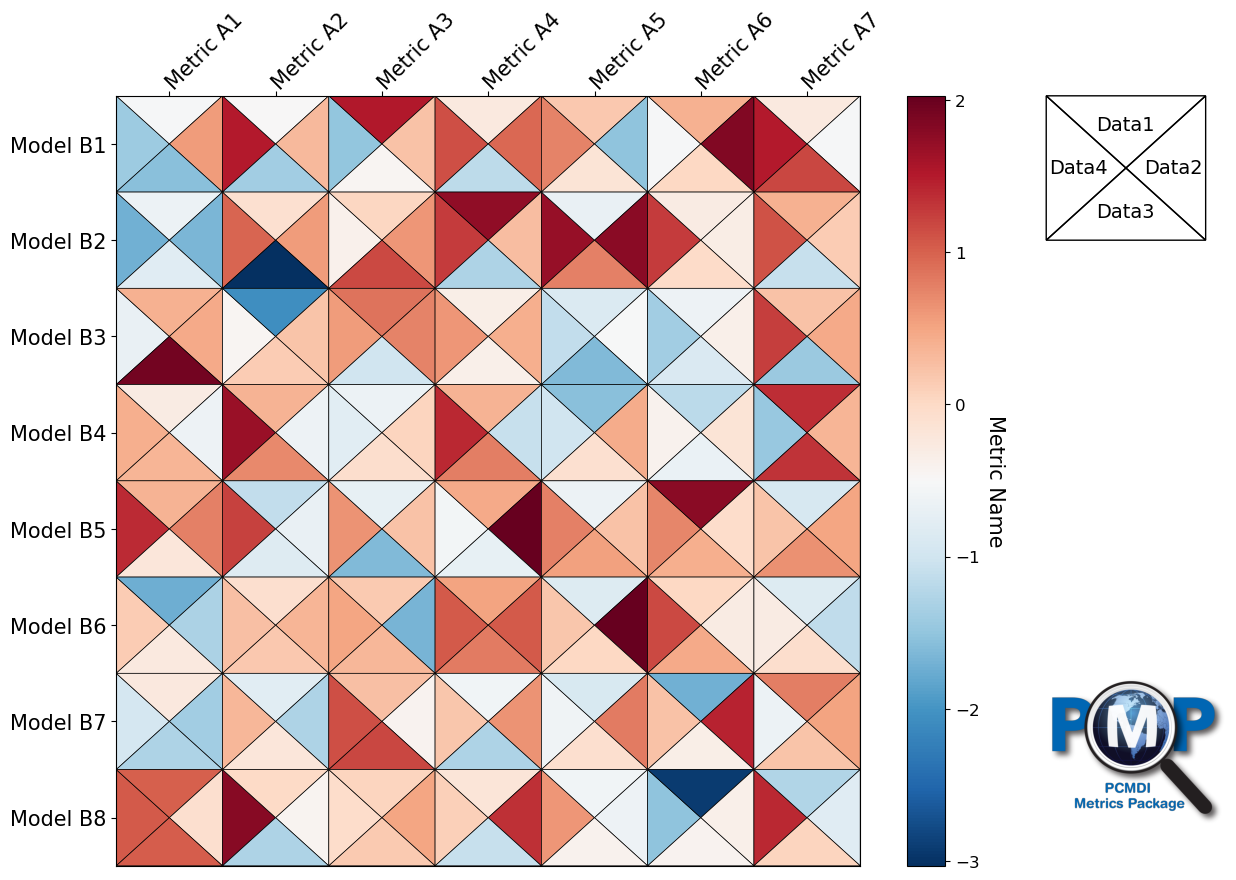 Metric A1
Metric A2
Metric A3
Metric A4
Metric A5
Metric A6
Metric A7
Model B1
Model B2
Model B3
Model B4
Model B5
Model B6
Model B7
Model B8
2
1
0
−1
−2
−3
Metric Name
Data1
Data4 Data2
Data3
PMP
PCMDI
Metrics Package